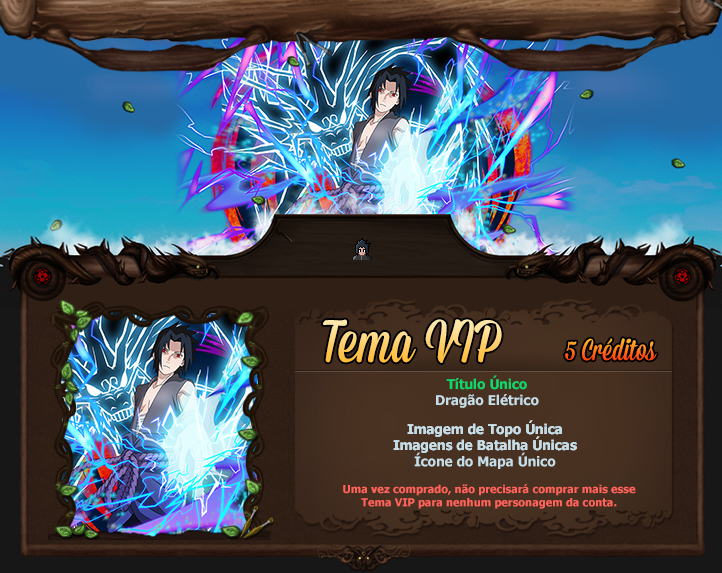 Tema VIP
5 Créditos
Título Único
Dragão Elétrico
Imagem de Topo Única
Imagens de Batalha Únicas
Ícone do Mapa Único
Uma vez comprado, não precisará comprar mais esse
Tema VIP para nenhum personagem da conta.